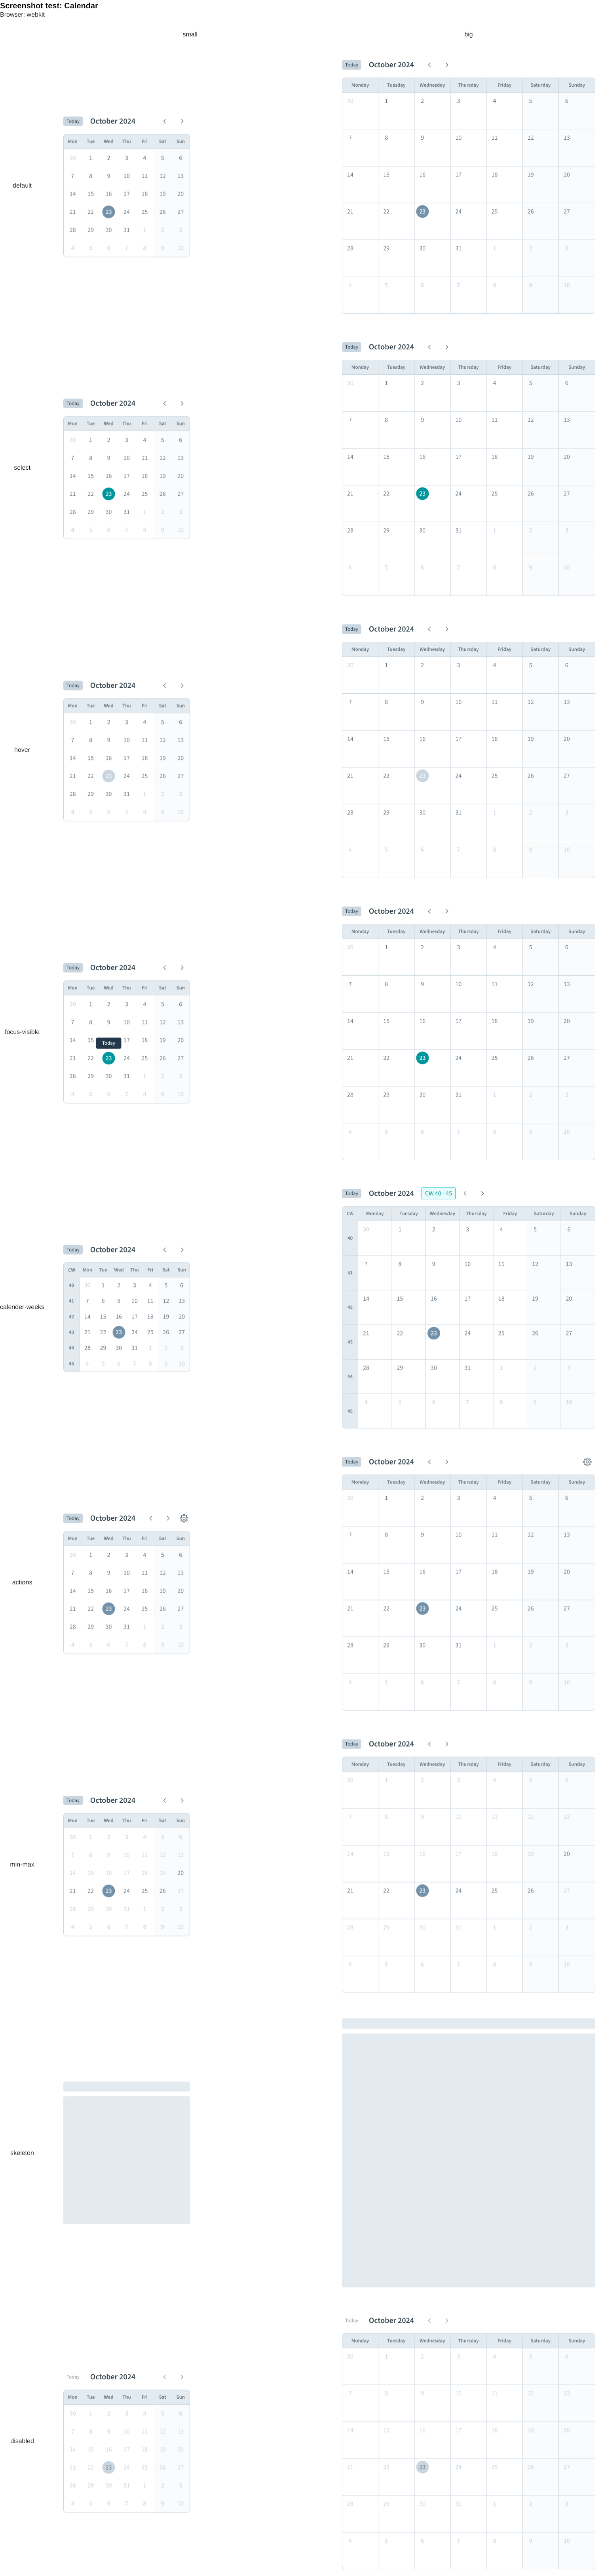 Screenshot test: Calendar
Browser: webkit
small big
default
Today October 2024
Mon Tue Wed Thu Fri Sat Sun
30 1 2 3 4 5 6
7 8 9 10 11 12 13
14 15 16 17 18 19 20
21 22 23 24 25 26 27
28 29 30 31 1 2 3
4 5 6 7 8 9 10
Today October 2024
Monday Tuesday Wednesday Thursday Friday Saturday Sunday
30 1 2 3 4 5 6
7 8 9 10 11 12 13
14 15 16 17 18 19 20
21 22 23 24 25 26 27
28 29 30 31 1 2 3
4 5 6 7 8 9 10
select
Today October 2024
Mon Tue Wed Thu Fri Sat Sun
30 1 2 3 4 5 6
7 8 9 10 11 12 13
14 15 16 17 18 19 20
21 22 23 24 25 26 27
28 29 30 31 1 2 3
4 5 6 7 8 9 10
Today October 2024
Monday Tuesday Wednesday Thursday Friday Saturday Sunday
30 1 2 3 4 5 6
7 8 9 10 11 12 13
14 15 16 17 18 19 20
21 22 23 24 25 26 27
28 29 30 31 1 2 3
4 5 6 7 8 9 10
hover
Today October 2024
Mon Tue Wed Thu Fri Sat Sun
30 1 2 3 4 5 6
7 8 9 10 11 12 13
14 15 16 17 18 19 20
21 22 23 24 25 26 27
28 29 30 31 1 2 3
4 5 6 7 8 9 10
Today October 2024
Monday Tuesday Wednesday Thursday Friday Saturday Sunday
30 1 2 3 4 5 6
7 8 9 10 11 12 13
14 15 16 17 18 19 20
21 22 23 24 25 26 27
28 29 30 31 1 2 3
4 5 6 7 8 9 10
focus-visible
Today October 2024
Mon Tue Wed Thu Fri Sat Sun
30 1 2 3 4 5 6
7 8 9 10 11 12 13
14 15 17 18 19 20
Today
21 22 23 24 25 26 27
28 29 30 31 1 2 3
4 5 6 7 8 9 10
Today October 2024
Monday Tuesday Wednesday Thursday Friday Saturday Sunday
30 1 2 3 4 5 6
7 8 9 10 11 12 13
14 15 16 17 18 19 20
21 22 23 24 25 26 27
28 29 30 31 1 2 3
4 5 6 7 8 9 10
calender-weeks
Today October 2024
CW Mon Tue Wed Thu Fri Sat Sun
40 30 1 2 3 4 5 6
41 7 8 9 10 11 12 13
42 14 15 16 17 18 19 20
43 21 22 23 24 25 26 27
44 28 29 30 31 1 2 3
45 4 5 6 7 8 9 10
Today October 2024 CW 40 - 45
CW Monday Tuesday Wednesday Thursday Friday Saturday Sunday
40 30 1 2 3 4 5 6
41 7 8 9 10 11 12 13
42 14 15 16 17 18 19 20
43 21 22 23 24 25 26 27
44 28 29 30 31 1 2 3
45 4 5 6 7 8 9 10
actions
Today October 2024
Mon Tue Wed Thu Fri Sat Sun
30 1 2 3 4 5 6
7 8 9 10 11 12 13
14 15 16 17 18 19 20
21 22 23 24 25 26 27
28 29 30 31 1 2 3
4 5 6 7 8 9 10
Today October 2024
Monday Tuesday Wednesday Thursday Friday Saturday Sunday
30 1 2 3 4 5 6
7 8 9 10 11 12 13
14 15 16 17 18 19 20
21 22 23 24 25 26 27
28 29 30 31 1 2 3
4 5 6 7 8 9 10
min-max
Today October 2024
Mon Tue Wed Thu Fri Sat Sun
30 1 2 3 4 5 6
7 8 9 10 11 12 13
14 15 16 17 18 19 20
21 22 23 24 25 26 27
28 29 30 31 1 2 3
4 5 6 7 8 9 10
Today October 2024
Monday Tuesday Wednesday Thursday Friday Saturday Sunday
30 1 2 3 4 5 6
7 8 9 10 11 12 13
14 15 16 17 18 19 20
21 22 23 24 25 26 27
28 29 30 31 1 2 3
4 5 6 7 8 9 10
skeleton
disabled
Today October 2024
Mon Tue Wed Thu Fri Sat Sun
30 1 2 3 4 5 6
7 8 9 10 11 12 13
14 15 16 17 18 19 20
21 22 23 24 25 26 27
28 29 30 31 1 2 3
4 5 6 7 8 9 10
Today October 2024
Monday Tuesday Wednesday Thursday Friday Saturday Sunday
30 1 2 3 4 5 6
7 8 9 10 11 12 13
14 15 16 17 18 19 20
21 22 23 24 25 26 27
28 29 30 31 1 2 3
4 5 6 7 8 9 10